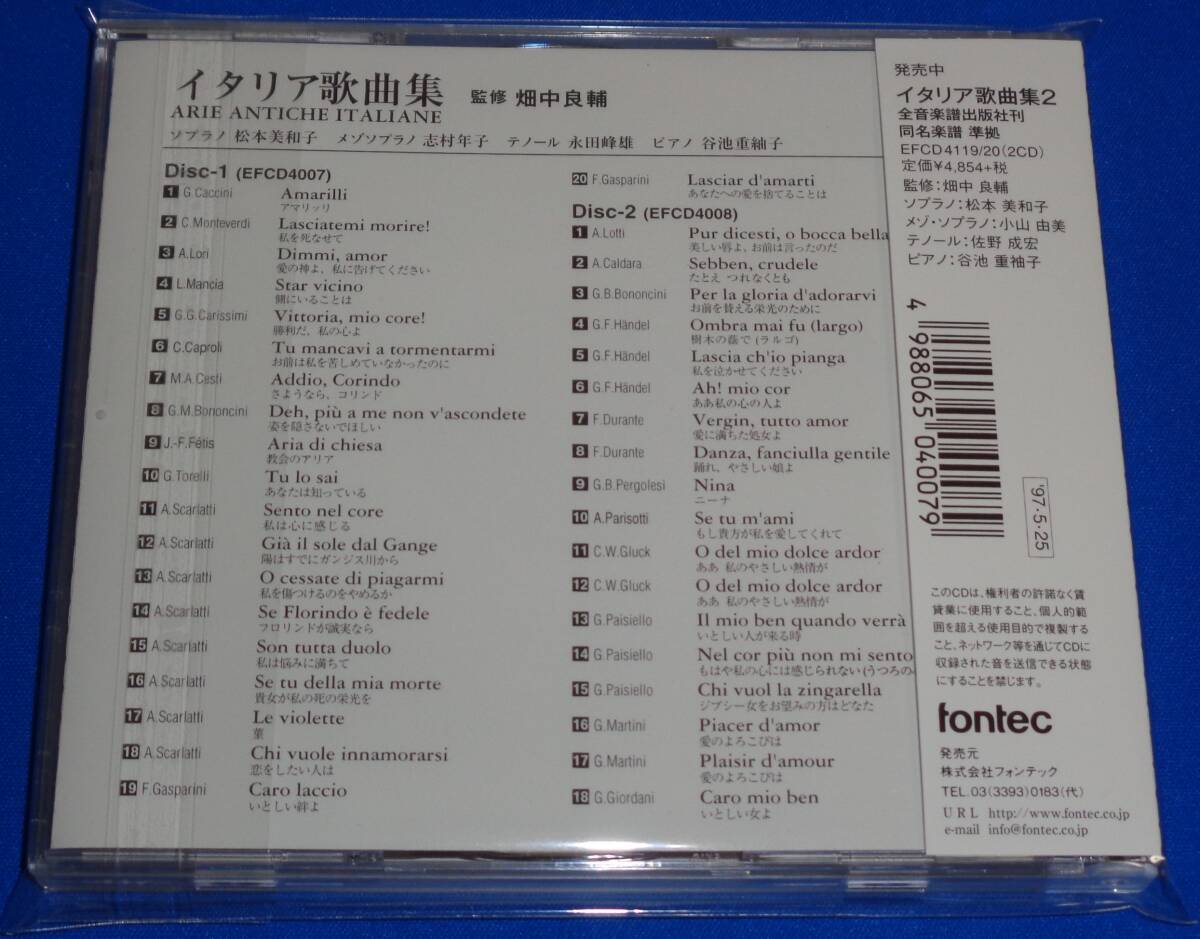 イタリア歌曲集 監修 畑中良輔
ARIE ANTICHE ITALIANE
ソプラノ 松本美和子 メゾソプラノ 志村年子 テノール 永田峰雄 ピアノ 谷池重紬子
Disc-1 (EFCD4007)
1 G.Caccini Amarilli
アマリッリ
2 C.Monteverdi Lasciatemi morire!
私を死なせて
3 A.Lori Dimmi, amor
愛の神よ、私に告げてください
4 L.Mancia Star vicino
側にいることは
5 G.G.Carissimi Vittoria, mio core!
勝利だ、私の心よ
6 C.Caproli Tu mancavi a tormentarmi
お前は私を苦しめていなかったのに
7 M.A.Cesti Addio, Corindo
さようなら、コリンド
8 G.M.Bononcini Deh, più a me non v'ascondete
姿を隠さないでほしい
9 J.-F.Fétis Aria di chiesa
教会のアリア
10 G.Torelli Tu lo sai
あなたは知っている
11 A.Scarlatti Sento nel core
私は心に感じる
12 A.Scarlatti Già il sole dal Gange
陽はすでにガンジス川から
13 A.Scarlatti O cessate di piagarmi
私を傷つけるのをやめるか
14 A.Scarlatti Se Florindo è fedele
フロリンドが誠実なら
15 A.Scarlatti Son tutta duolo
私は悩みに満ちて
16 A.Scarlatti Se tu della mia morte
貴女が私の死の栄光を
17 A.Scarlatti Le violette
菫
18 A.Scarlatti Chi vuole innamorarsi
恋をしたい人は
19 F.Gasparini Caro laccio
いとしい絆よ
20 F.Gasparini Lasciar d'amarti
あなたへの愛を捨てることは
Disc-2 (EFCD4008)
1 A.Lotti Pur dicesti, o bocca bella
美しい唇よ、お前は言ったのだ
2 A.Caldara Sebben, crudele
たとえ つれなくとも
3 G.B.Bononcini Per la gloria d'adorarvi
お前を賛える栄光のために
4 G.F.Händel Ombra mai fu (largo)
樹木の蔭で (ラルゴ)
5 G.F.Händel Lascia ch'io pianga
私を泣かせてください
6 G.F.Händel Ah! mio cor
ああ私の心の人よ
7 F.Durante Vergin, tutto amor
愛に満ちた処女よ
8 F.Durante Danza, fanciulla gentile
踊れ、やさしい娘よ
9 G.B.Pergolesi Nina
ニーナ
10 A.Parisotti Se tu m'ami
もし貴方が私を愛してくれて
11 C.W.Gluck O del mio dolce ardor
ああ 私のやさしい熱情が
12 C.W.Gluck O del mio dolce ardor
ああ 私のやさしい熱情が
13 G.Paisiello Il mio ben quando verrà
いとしい人が来る時
14 G.Paisiello Nel cor più non mi sento
もはや私の心には感じられない (うつろの
15 G.Paisiello Chi vuol la zingarella
ジプシー女をお望みの方はどなた
16 G.Martini Piacer d'amor
愛のよろこびは
17 G.Martini Plaisir d'amour
愛のよろこびは
18 G.Giordani Caro mio ben
いとしい女よ
発売中
イタリア歌曲集2
全音楽譜出版社刊
同名楽譜 準拠
EFCD4119/20(2CD)
定価¥4,854+税
監修:畑中 良輔
ソプラノ:松本 美和子
メゾ・ソプラノ:小山 由美
テノール:佐野 成宏
ピアノ:谷池 重袖子
4 988065 040079
'97・5・25
このCDは、権利者の許諾なく賃
貸業に使用すること、個人的範
囲を超える使用目的で複製する
こと、ネットワーク等を通じてCDに
収録された音を送信できる状態
にすることを禁じます。
fontec
発売元
株式会社フォンテック
TEL.03(3393)0183(代)
URL http://www.fontec.co.jp
e-mail info@fontec.co.jp